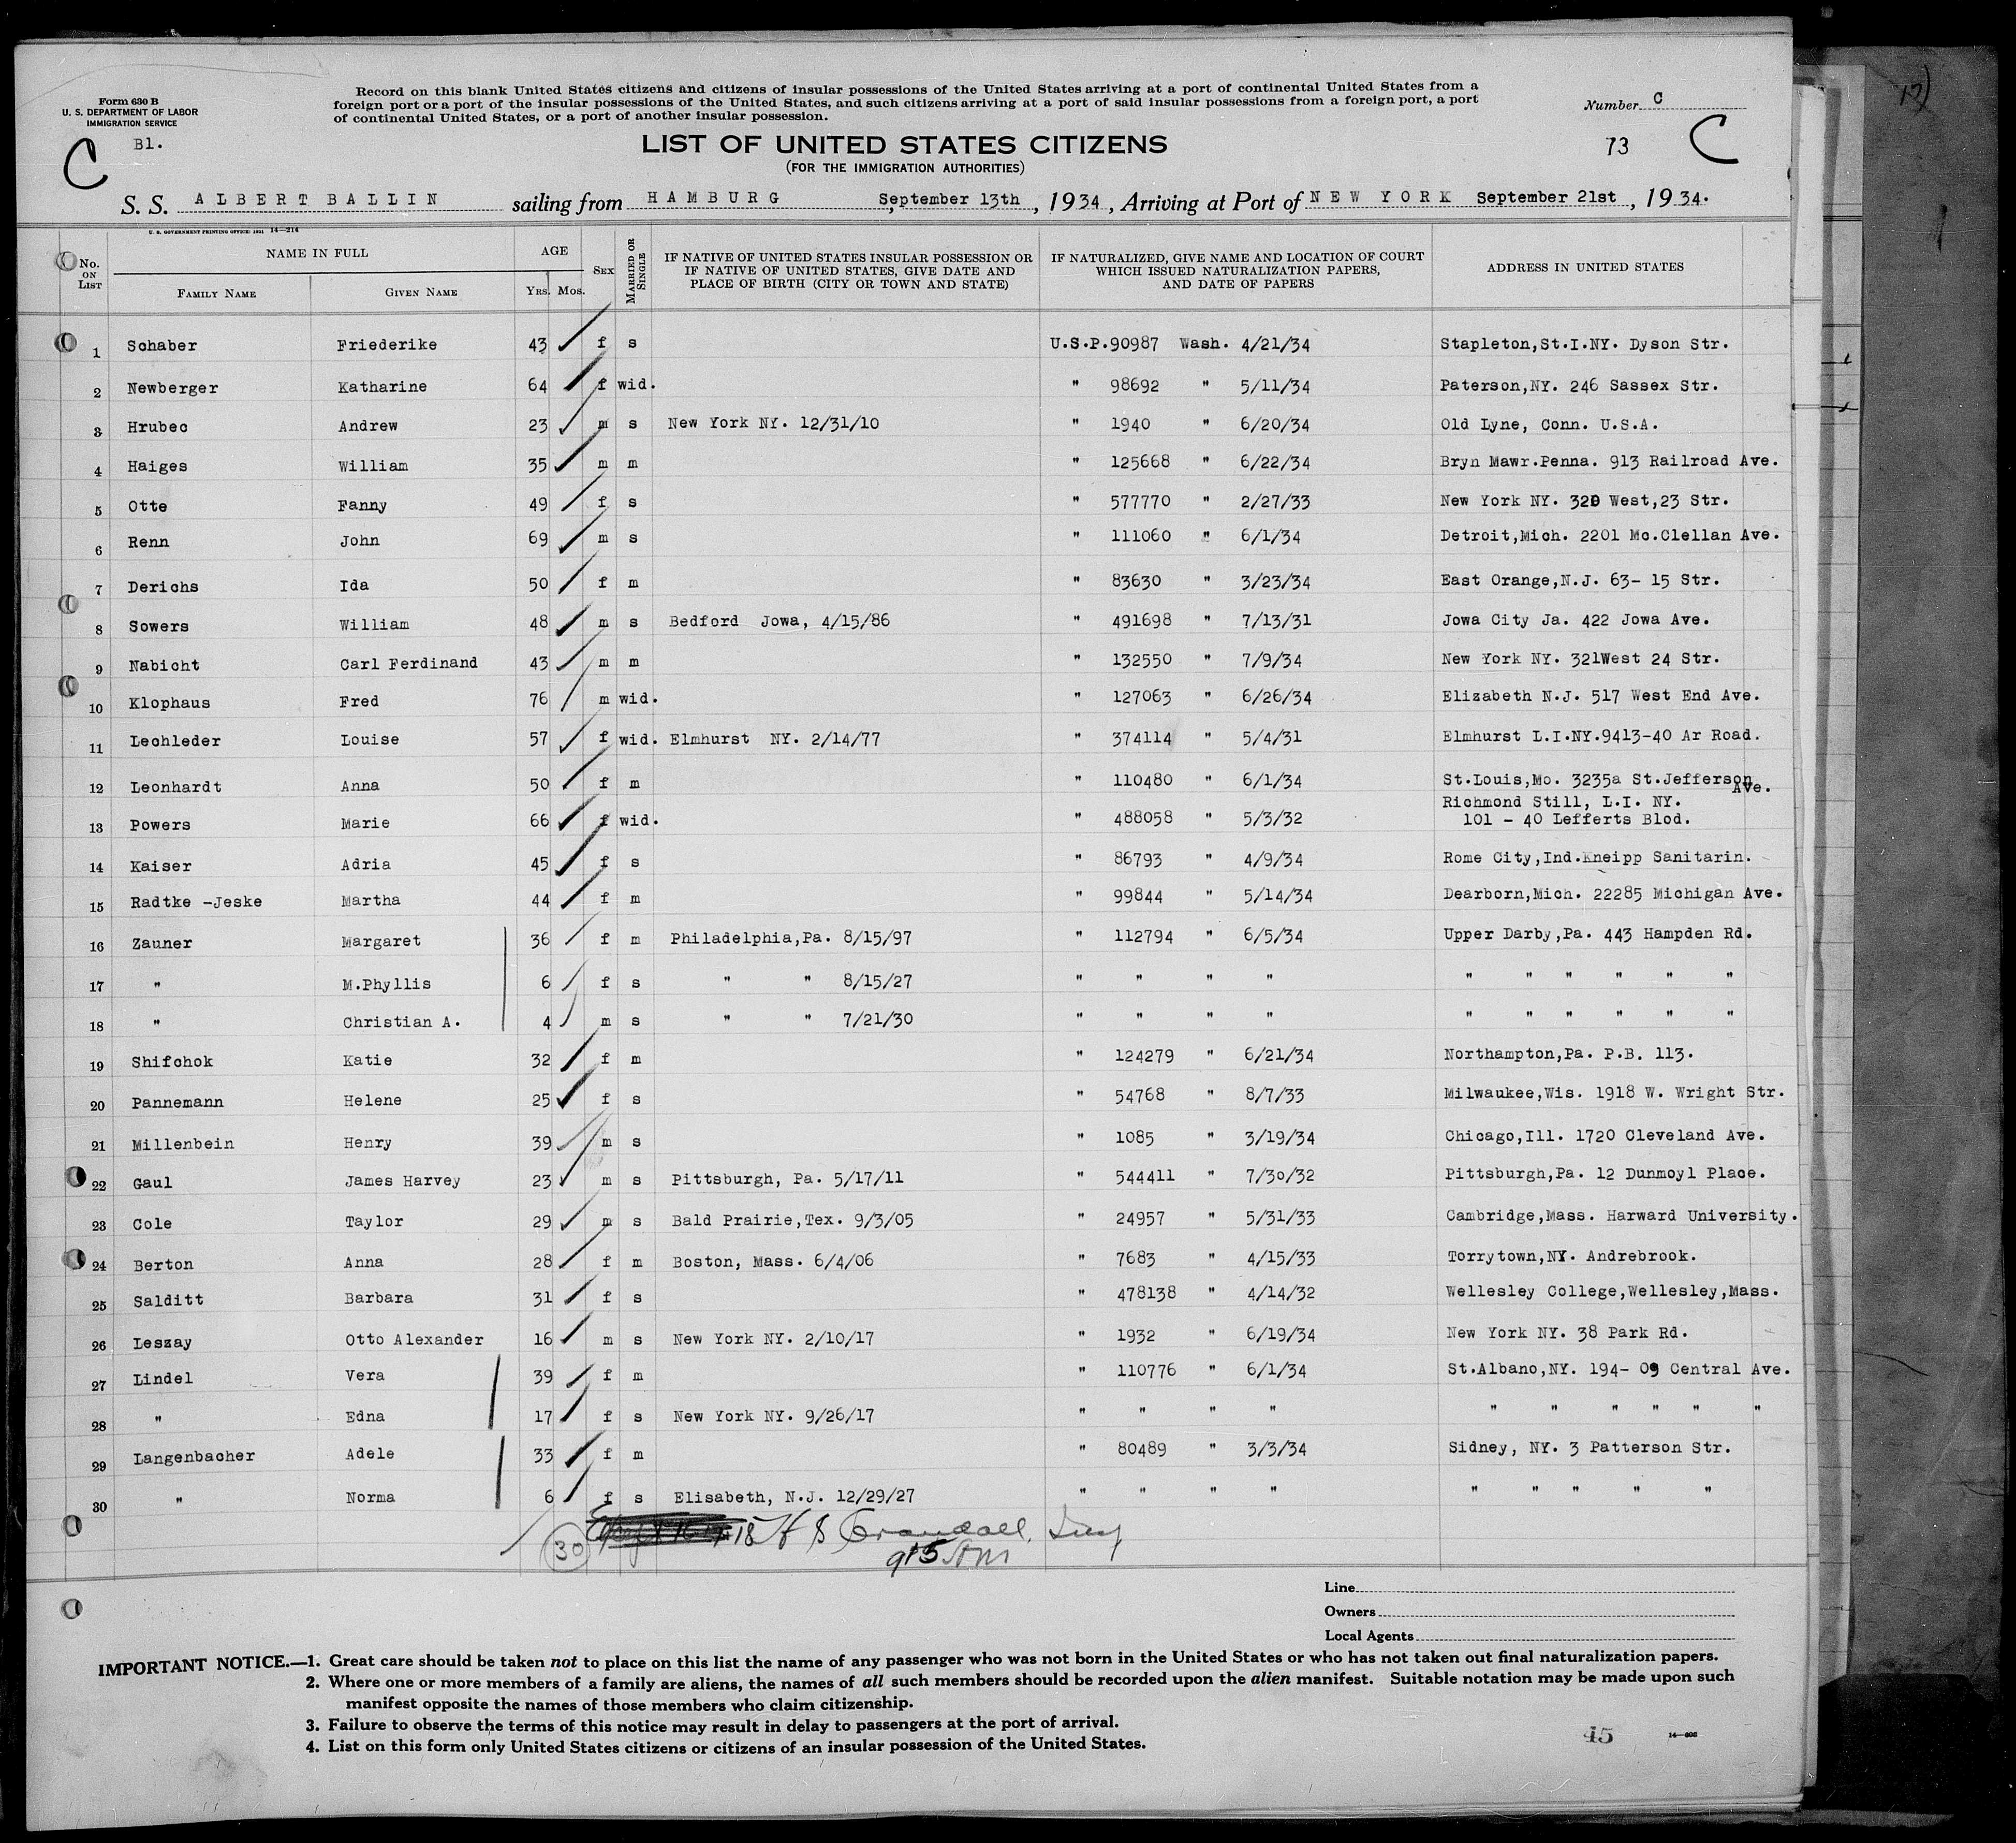 Form 630 B
U. S. DEPARTMENT OF LABOR
IMMIGRATION SERVICE
Bl.
C
Record on this blank United States citizens and citizens of insular possessions of the United States arriving at a port of continental United States from a
foreign port or a port of the insular possessions of the United States, and such citizens arriving at a port of said insular possessions from a foreign port, a port
of continental United States, or a port of another insular possession.
Number C
LIST OF UNITED STATES CITIZENS
73 C
(FOR THE IMMIGRATION AUTHORITIES)
S. S. ALBERT BALLIN sailing from HAMBURG September 13th, 1934, Arriving at Port of NEW YORK September 21st, 1934.
U. S. GOVERNMENT PRINTING OFFICE: 1931 14—214
No. ON LIST NAME IN FULL FAMILY NAME GIVEN NAME AGE YRS. MOS. SEX MARRIED OR SINGLE IF NATIVE OF UNITED STATES INSULAR POSSESSION OR IF NATIVE OF UNITED STATES, GIVE DATE AND PLACE OF BIRTH (CITY OR TOWN AND STATE) IF NATURALIZED, GIVE NAME AND LOCATION OF COURT WHICH ISSUED NATURALIZATION PAPERS, AND DATE OF PAPERS ADDRESS IN UNITED STATES
1 Schaber Friederike 43 f s U.S.P.90987 Wash. 4/21/34 Stapleton,St.I.NY. Dyson Str.
2 Newberger Katharine 64 f wid. " 98692 " 5/11/34 Paterson,NY. 246 Sassex Str.
3 Hrubec Andrew 23 m s New York NY. 12/31/10 " 1940 " 6/20/34 Old Lyne, Conn. U.S.A.
4 Haiges William 35 m m " 125668 " 6/22/34 Bryn Mawr.Penna. 913 Railroad Ave.
5 Otte Fanny 49 f s " 577770 " 2/27/33 New York NY. 320 West,23 Str.
6 Renn John 69 m s " 111060 " 6/1/34 Detroit,Mich. 2201 Mc.Clellan Ave.
7 Derichs Ida 50 f m " 83630 " 3/23/34 East Orange,N.J. 63- 15 Str.
8 Sowers William 48 m s Bedford Jowa, 4/15/86 " 491698 " 7/13/31 Jowa City Ja. 422 Jowa Ave.
9 Nabicht Carl Ferdinand 43 m m " 132550 " 7/9/34 New York NY. 321West 24 Str.
10 Klophaus Fred 76 m wid. " 127063 " 6/26/34 Elizabeth N.J. 517 West End Ave.
11 Lechleder Louise 57 f wid. Elmhurst NY. 2/14/77 " 374114 " 5/4/31 Elmhurst L.I.NY.9413-40 Ar Road.
12 Leonhardt Anna 50 f m " 110480 " 6/1/34 St.Louis,Mo. 3235a St.Jefferson Ave.
13 Powers Marie 66 f wid. " 488058 " 5/3/32 Richmond Still, L.I. NY. 101 - 40 Lefferts Blod.
14 Kaiser Adria 45 f s " 86793 " 4/9/34 Rome City,Ind.Kneipp Sanitarin.
15 Radtke -Jeske Martha 44 f m " 99844 " 5/14/34 Dearborn,Mich. 22285 Michigan Ave.
16 Zauner Margaret 36 f m Philadelphia,Pa. 8/15/97 " 112794 " 6/5/34 Upper Darby,Pa. 443 Hampden Rd.
17 " M.Phyllis 6 f s " " 8/15/27 " " " " " " " " " "
18 " Christian A. 4 m s " " 7/21/30 " " " " " " " " " "
19 Shifchok Katie 32 f m " 124279 " 6/21/34 Northampton,Pa. P.B. 113.
20 Pannemann Helene 25 f s " 54768 " 8/7/33 Milwaukee,Wis. 1918 W. Wright Str.
21 Millenbein Henry 39 m s " 1085 " 3/19/34 Chicago,Ill. 1720 Cleveland Ave.
22 Gaul James Harvey 23 m s Pittsburgh, Pa. 5/17/11 " 544411 " 7/30/32 Pittsburgh,Pa. 12 Dunmoyl Place.
23 Cole Taylor 29 m s Bald Prairie,Tex. 9/3/05 " 24957 " 5/31/33 Cambridge,Mass. Harward University.
24 Berton Anna 28 f m Boston, Mass. 6/4/06 " 7683 " 4/15/33 Torrytown,NY. Andrebrook.
25 Salditt Barbara 31 f s " 478138 " 4/14/32 Wellesley College,Wellesley,Mass.
26 Leszay Otto Alexander 16 m s New York NY. 2/10/17 " 1932 " 6/19/34 New York NY. 38 Park Rd.
27 Lindel Vera 39 f m " 110776 " 6/1/34 St.Albano,NY. 194- 09 Central Ave.
28 " Edna 17 f s New York NY. 9/26/17 " " " " " " " " " "
29 Langenbacher Adele 33 f m " 80489 " 3/3/34 Sidney, NY. 3 Patterson Str.
30 " Norma 6 f s Elisabeth, N.J. 12/29/27 " " " " " " " " "
30 18 H S Crandall
915
Line
Owners
Local Agents
IMPORTANT NOTICE.—1. Great care should be taken not to place on this list the name of any passenger who was not born in the United States or who has not taken out final naturalization papers.
2. Where one or more members of a family are aliens, the names of all such members should be recorded upon the alien manifest. Suitable notation may be made upon such
manifest opposite the names of those members who claim citizenship.
3. Failure to observe the terms of this notice may result in delay to passengers at the port of arrival.
4. List on this form only United States citizens or citizens of an insular possession of the United States.
45